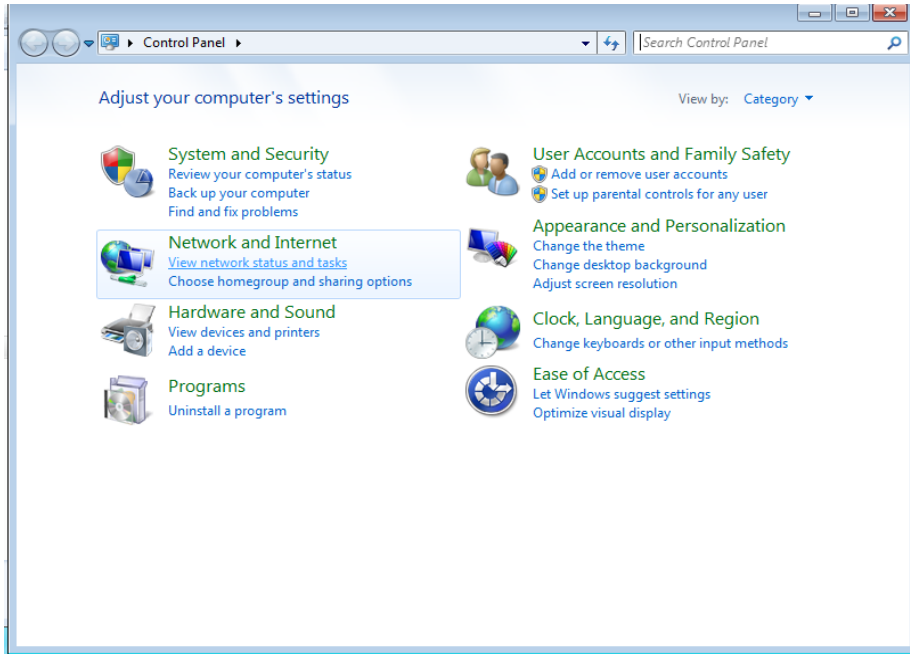 Control Panel
Search Control Panel
Adjust your computer's settings
View by: Category
System and Security
Review your computer's status
Back up your computer
Find and fix problems
Network and Internet
View network status and tasks
Choose homegroup and sharing options
Hardware and Sound
View devices and printers
Add a device
Programs
Uninstall a program
User Accounts and Family Safety
Add or remove user accounts
Set up parental controls for any user
Appearance and Personalization
Change the theme
Change desktop background
Adjust screen resolution
Clock, Language, and Region
Change keyboards or other input methods
Ease of Access
Let Windows suggest settings
Optimize visual display